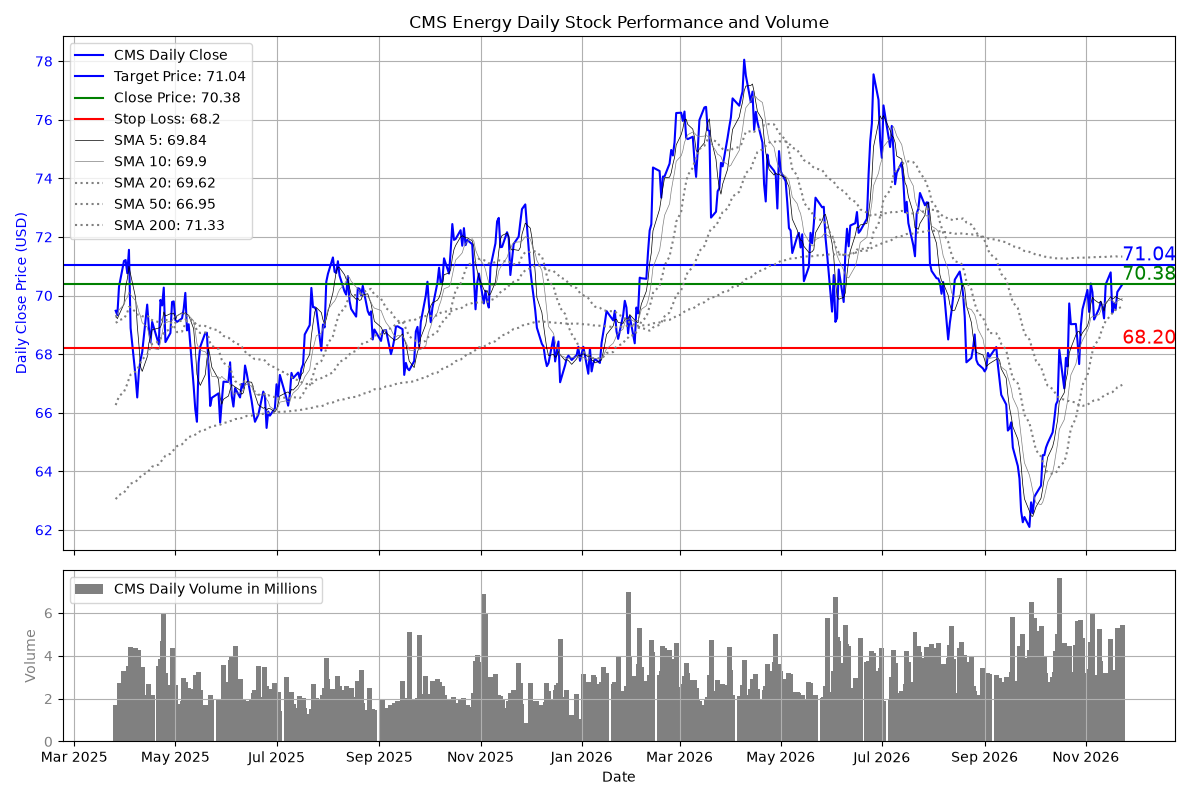 CMS Energy Daily Stock Performance and Volume
CMS Daily Close
Target Price: 71.04
Close Price: 70.38
Stop Loss: 68.2
SMA 5: 69.84
SMA 10: 69.9
SMA 20: 69.62
SMA 50: 66.95
SMA 200: 71.33
78
76
74
72
70
68
66
64
62
Daily Close Price (USD)
71.04
70.38
68.20
CMS Daily Volume in Millions
6
4
2
0
Volume
Mar 2025
May 2025
Jul 2025
Sep 2025
Nov 2025
Jan 2026
Mar 2026
May 2026
Jul 2026
Sep 2026
Nov 2026
Date